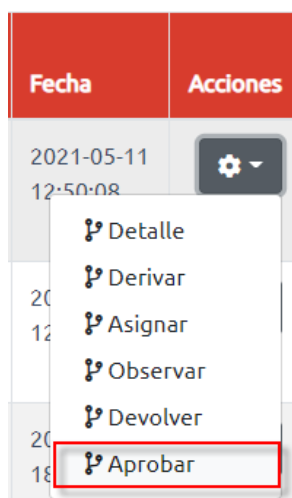 Fecha Acciones
2021-05-11
12:50:08
Detalle
Derivar
Asignar
Observar
Devolver
Aprobar